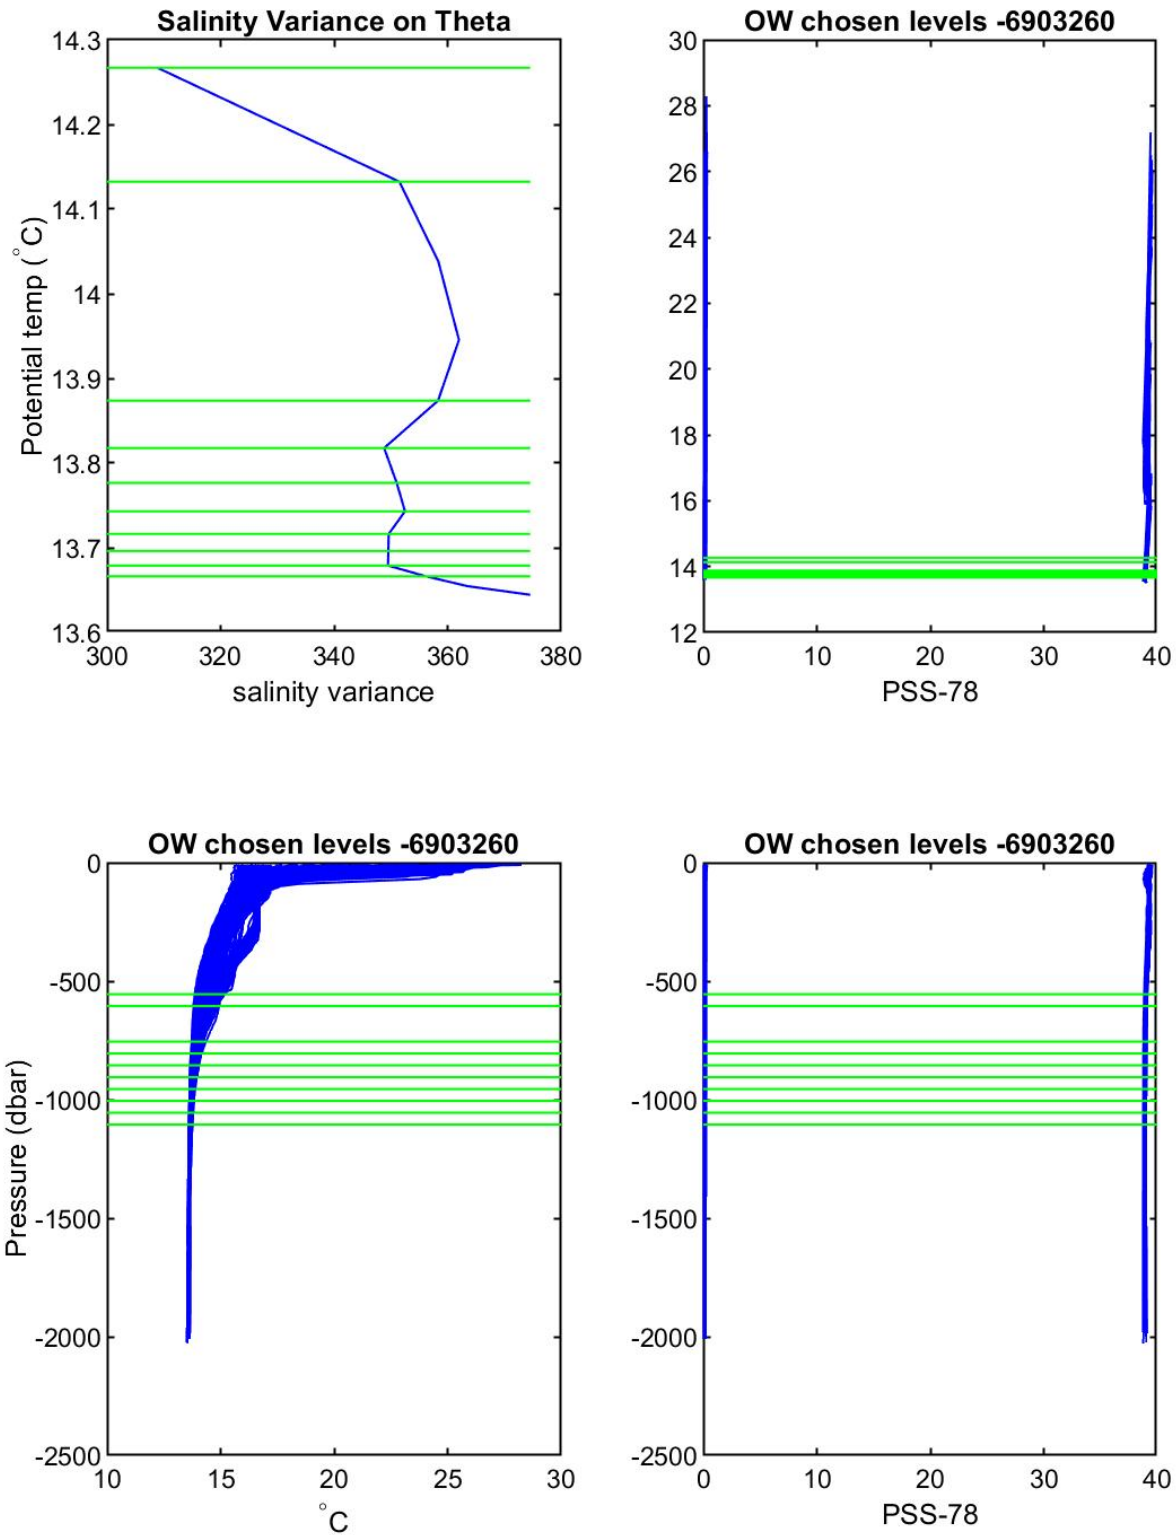 Salinity Variance on Theta
14.3
14.2
14.1
14
13.9
13.8
13.7
13.6
Potential temp (°C)
300 320 340 360 380
salinity variance
OW chosen levels -6903260
30
28
26
24
22
20
18
16
14
12
0 10 20 30 40
PSS-78
OW chosen levels -6903260
0
-500
-1000
-1500
-2000
-2500
Pressure (dbar)
10 15 20 25 30
°C
OW chosen levels -6903260
0
-500
-1000
-1500
-2000
-2500
0 10 20 30 40
PSS-78